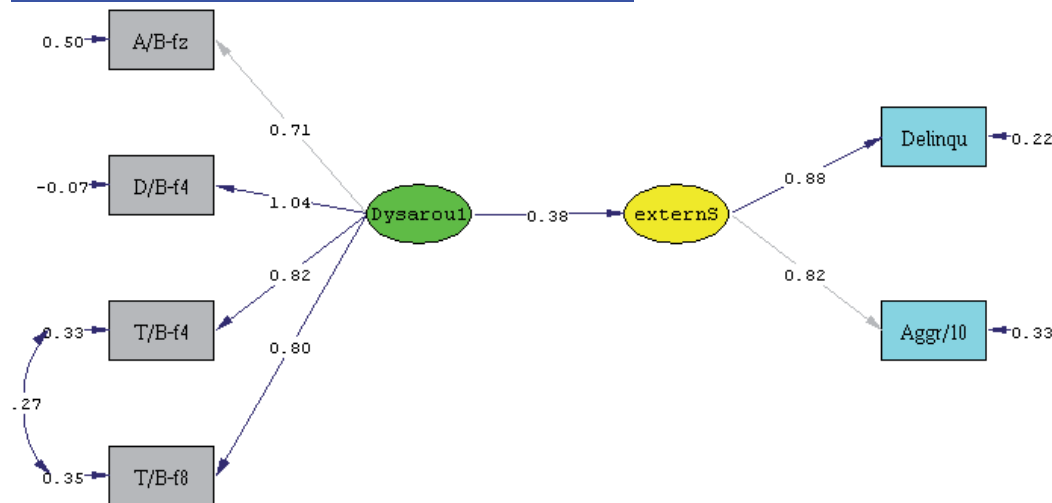 0.50
A/B-fz
0.71
Delinqu
0.22
-0.07
D/B-f4
1.04
0.88
Dysarou1
0.38
externS
0.82
0.82
0.33
T/B-f4
0.80
Aggr/10
0.33
.27
0.35
T/B-f8